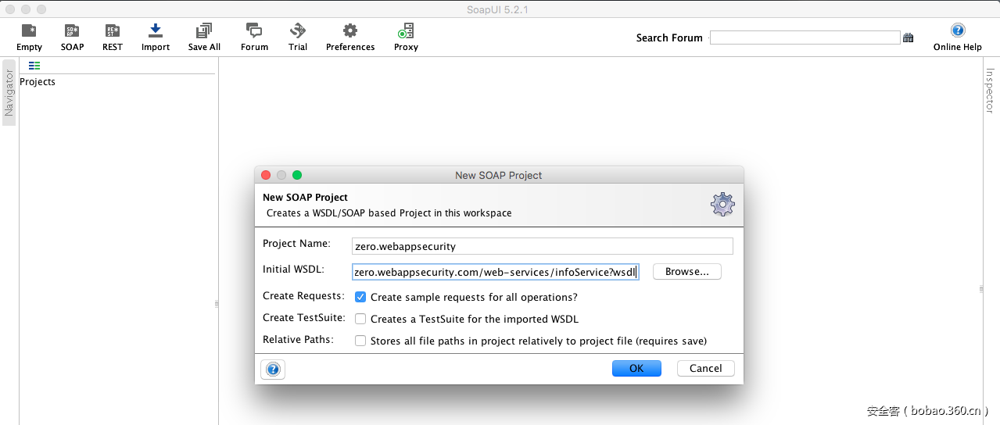 SoapUI 5.2.1
Empty SOAP REST Import Save All Forum Trial Preferences Proxy Search Forum Online Help
Navigator
Projects
Inspector
New SOAP Project
New SOAP Project
Creates a WSDL/SOAP based Project in this workspace
Project Name: zero.webappsecurity
Initial WSDL: zero.webappsecurity.com/web-services/infoService?wsdl Browse...
Create Requests: Create sample requests for all operations?
Create TestSuite: Creates a TestSuite for the imported WSDL
Relative Paths: Stores all file paths in project relatively to project file (requires save)
OK Cancel
安全客 ( bobao.360.cn )